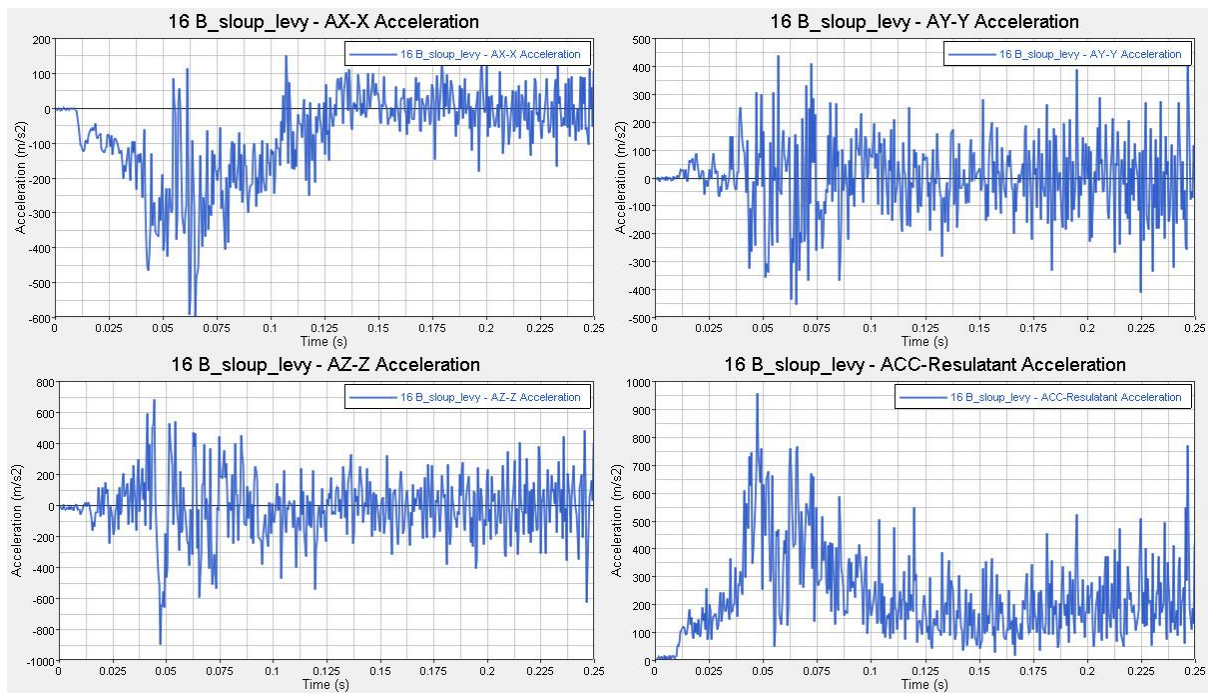 16 B_sloup_levy - AX-X Acceleration
16 B_sloup_levy - AX-X Acceleration
200
100
0
-100
-200
-300
-400
-500
-600
Acceleration (m/s2)
0 0.025 0.05 0.075 0.1 0.125 0.15 0.175 0.2 0.225 0.25
Time (s)
16 B_sloup_levy - AY-Y Acceleration
16 B_sloup_levy - AY-Y Acceleration
500
400
300
200
100
0
-100
-200
-300
-400
-500
Acceleration (m/s2)
0 0.025 0.05 0.075 0.1 0.125 0.15 0.175 0.2 0.225 0.25
Time (s)
16 B_sloup_levy - AZ-Z Acceleration
16 B_sloup_levy - AZ-Z Acceleration
800
600
400
200
0
-200
-400
-600
-800
-1000
Acceleration (m/s2)
0 0.025 0.05 0.075 0.1 0.125 0.15 0.175 0.2 0.225 0.25
Time (s)
16 B_sloup_levy - ACC-Resulatant Acceleration
16 B_sloup_levy - ACC-Resulatant Acceleration
1000
900
800
700
600
500
400
300
200
100
0
Acceleration (m/s2)
0 0.025 0.05 0.075 0.1 0.125 0.15 0.175 0.2 0.225 0.25
Time (s)